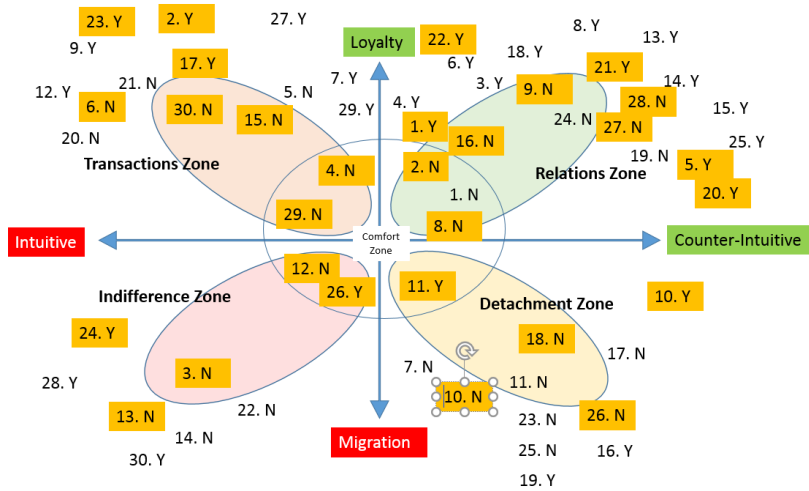 23. Y
2. Y
27. Y
9. Y
17. Y
Loyalty
22. Y
8. Y
13. Y
18. Y
6. Y
21. Y
12. Y
21. N
5. N
7. Y
3. Y
9. N
14. Y
6. N
30. N
15. N
29. Y
4. Y
28. N
15. Y
20. N
1. Y
16. N
24. N
27. N
25. Y
Transactions Zone
4. N
2. N
Relations Zone
19. N
5. Y
1. N
20. Y
29. N
8. N
Intuitive
Comfort
Zone
Counter-Intuitive
12. N
26. Y
11. Y
Indifference Zone
Detachment Zone
10. Y
24. Y
18. N
17. N
3. N
7. N
11. N
28. Y
10. N
13. N
22. N
23. N
26. N
14. N
Migration
25. N
16. Y
30. Y
19. Y